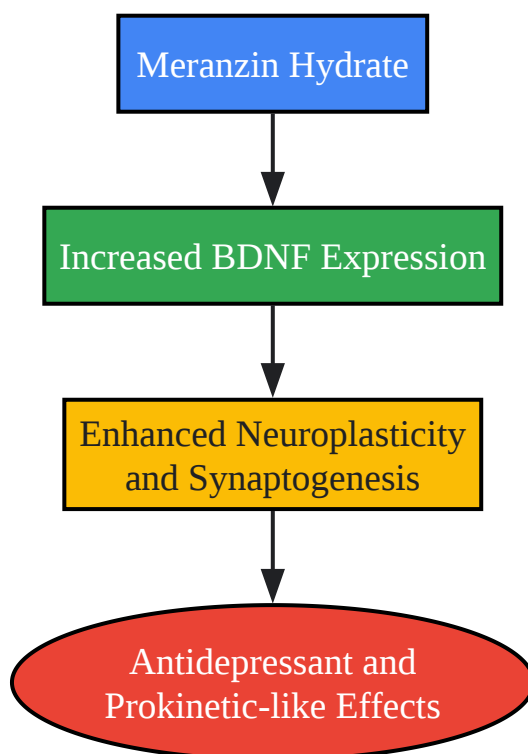 Meranzin Hydrate
Increased BDNF Expression
Enhanced Neuroplasticity
and Synaptogenesis
Antidepressant and
Prokinetic-like Effects